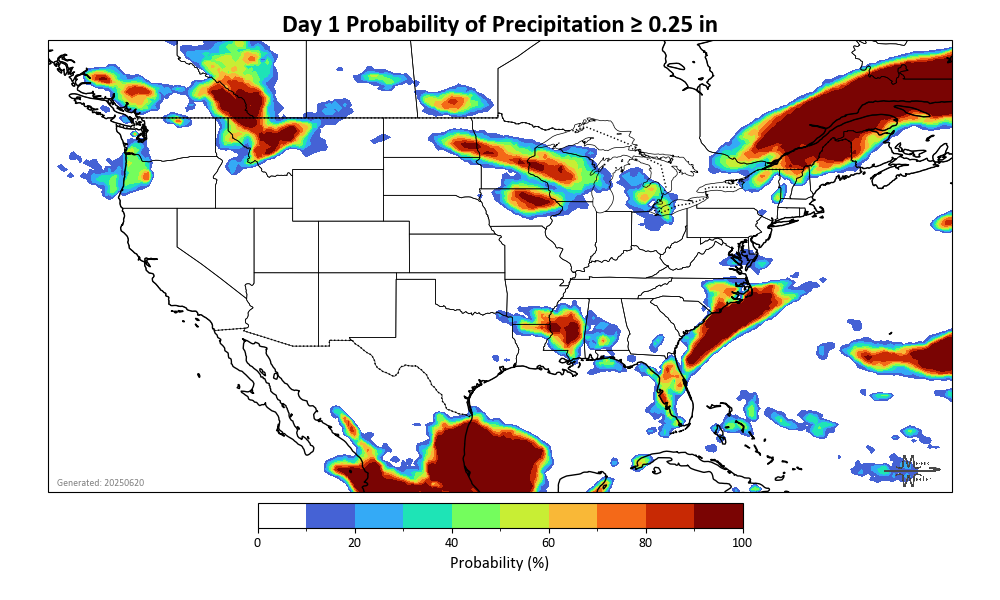 Day 1 Probability of Precipitation ≥ 0.25 in
Generated: 20250620
0 20 40 60 80 100
Probability (%)